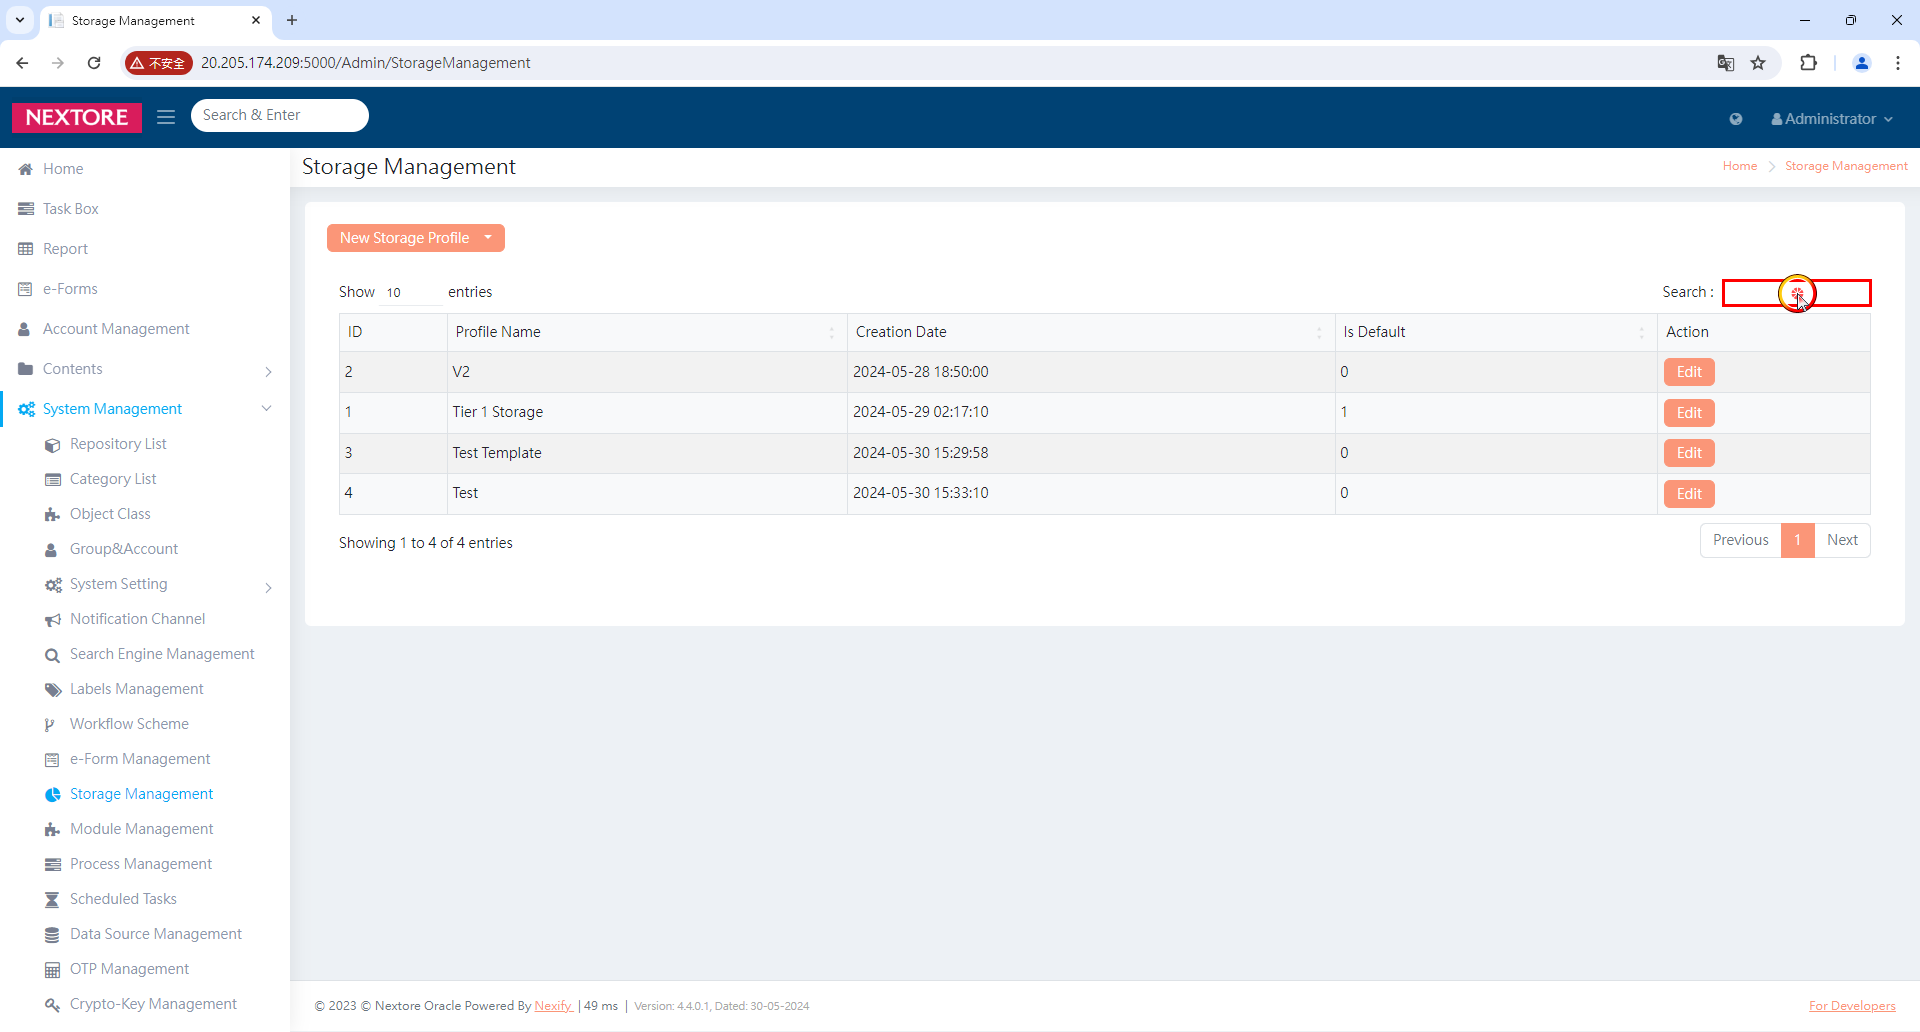 Storage Management
不安全 20.205.174.209:5000/Admin/StorageManagement
NEXTORE Search & Enter Administrator
Home
Task Box
Report
e-Forms
Account Management
Contents
System Management
Repository List
Category List
Object Class
Group&Account
System Setting
Notification Channel
Search Engine Management
Labels Management
Workflow Scheme
e-Form Management
Storage Management
Module Management
Process Management
Scheduled Tasks
Data Source Management
OTP Management
Crypto-Key Management
Storage Management Home Storage Management
New Storage Profile
Show 10 entries Search :
ID Profile Name Creation Date Is Default Action
2 V2 2024-05-28 18:50:00 0 Edit
1 Tier 1 Storage 2024-05-29 02:17:10 1 Edit
3 Test Template 2024-05-30 15:29:58 0 Edit
4 Test 2024-05-30 15:33:10 0 Edit
Showing 1 to 4 of 4 entries Previous 1 Next
© 2023 © Nextore Oracle Powered By Nexify | 49 ms | Version: 4.4.0.1, Dated: 30-05-2024 For Developers